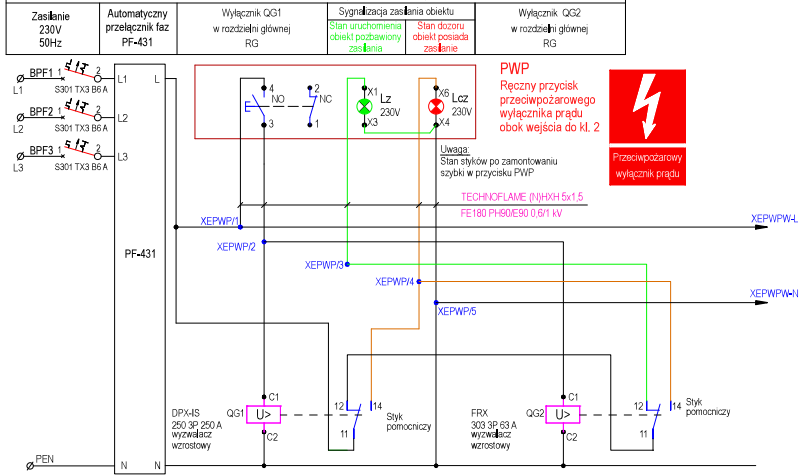 Zasilanie
230V
50Hz
Automatyczny
przełącznik faz
PF-431
Wyłącznik QG1
w rozdzielni głównej
RG
Sygnalizacja zasilania obiektu
Stan uruchomienia
obiekt pozbawiony
zasilania
Stan dozoru
obiekt posiada
zasilanie
Wyłącznik QG2
w rozdzielni głównej
RG
BPF1 1 2
L1
S301 TX3 B6 A
L1 L
BPF2 1 2
L2
S301 TX3 B6 A
L2
BPF3 1 2
L3
S301 TX3 B6 A
L3
4
NO
3
2
NC
1
X1
Lz
230V
X3
X6
Lcz
230V
X4
PWP
Ręczny przycisk
przeciwpożarowego
wyłącznika prądu
obok wejścia do kl. 2
Przeciwpożarowy
wyłącznik prądu
Uwaga:
Stan styków po zamontowaniu
szybki w przycisku PWP
TECHNOFLAME (N)HXH 5x1,5
FE180 PH90/E90 0,6/1 kV
XEPWP/1
XEPWPW-L
XEPWP/2
PF-431
XEPWP/3
XEPWP/4
XEPWPW-N
XEPWP/5
DPX-IS
250 3P 250 A
wyzwalacz
wzrostowy
QG1
C1
U>
C2
12
14
11
Styk
pomocniczy
FRX
303 3P 63 A
wyzwalacz
wzrostowy
QG2
C1
U>
C2
12
14
11
Styk
pomocniczy
PEN
N N